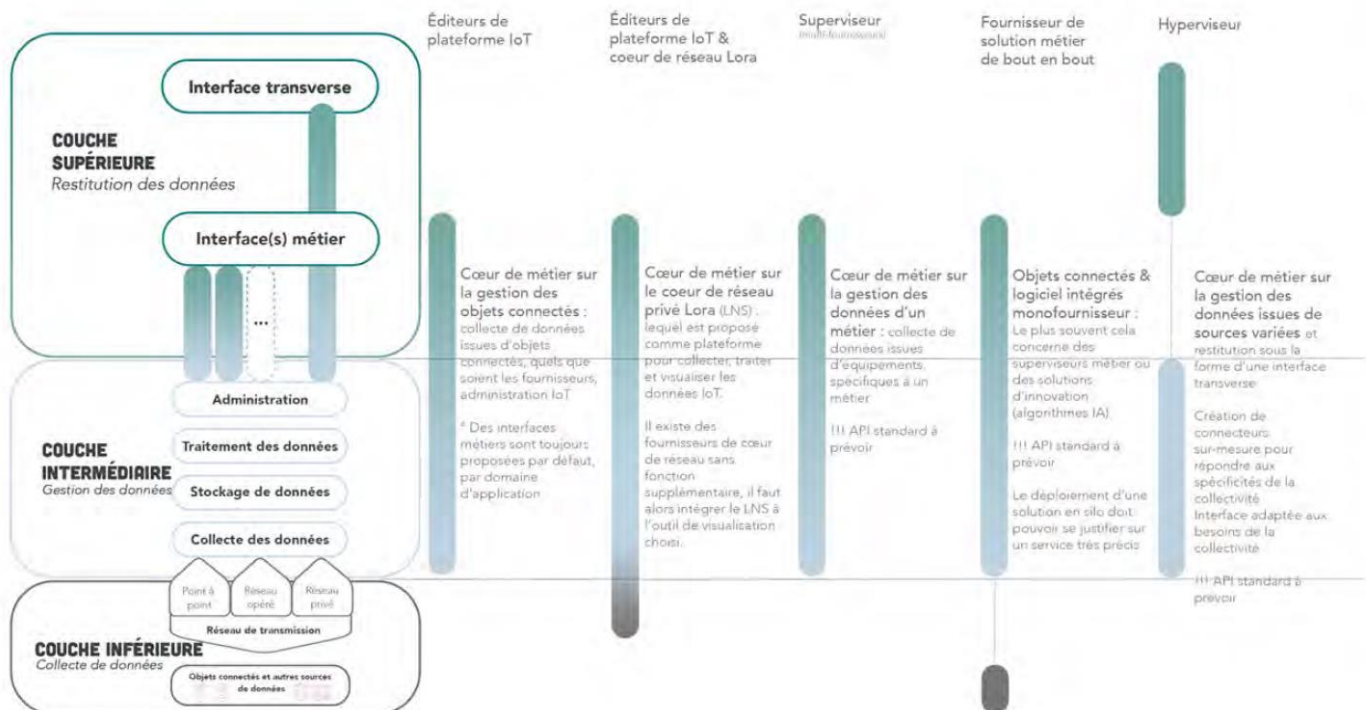 Éditeurs de
plateforme IoT
Éditeurs de
plateforme IoT &
coeur de réseau Lora
Superviseur
(multi-fournisseurs)
Fournisseur de
solution métier
de bout en bout
Hyperviseur
Interface transverse
COUCHE
SUPÉRIEURE
Restitution des données
Interface(s) métier
...
COUCHE
INTERMÉDIAIRE
Gestion des données
Administration
Traitement des données
Stockage de données
Collecte des données
Point à
point
Réseau
opéré
Réseau
privé
Réseau de transmission
COUCHE INFÉRIEURE
Collecte de données
Objets connectés et autres sources
de données
Cœur de métier sur
la gestion des
objets connectés :
collecte de données
issues d'objets
connectés, quels que
soient les fournisseurs,
administration IoT
* Des interfaces
métiers sont toujours
proposées par défaut,
par domaine
d'application
Cœur de métier sur
le coeur de réseau
privé Lora (LNS) :
lequel est proposé
comme plateforme
pour collecter, traiter
et visualiser les
données IoT.
Il existe des
fournisseurs de cœur
de réseau sans
fonction
supplémentaire, il faut
alors intégrer le LNS à
l'outil de visualisation
choisi.
Cœur de métier sur
la gestion des
données d'un
métier : collecte de
données issues
d'équipements
spécifiques à un
métier
!!! API standard à
prévoir
Objets connectés &
logiciel intégrés
monofournisseur :
Le plus souvent cela
concerne des
superviseurs métier ou
des solutions
d'innovation
(algorithmes IA)
!!! API standard à
prévoir
Le déploiement d'une
solution en silo doit
pouvoir se justifier sur
un service très précis
Cœur de métier sur
la gestion des
données issues de
sources variées et
restitution sous la
forme d'une interface
transverse
Création de
connecteurs
sur-mesure pour
répondre aux
spécificités de la
collectivité
Interface adaptée aux
besoins de la
collectivité
!!! API standard à
prévoir